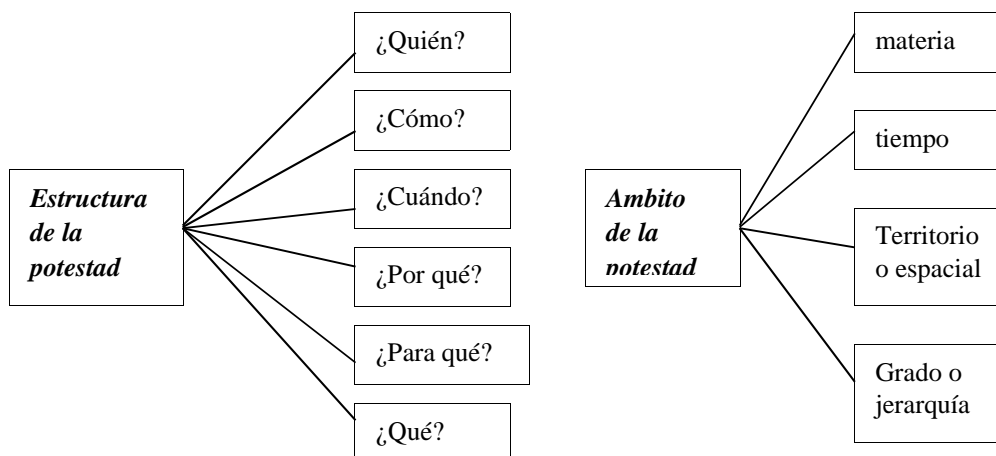 Estructura
de la
potestad
¿Quién?
¿Cómo?
¿Cuándo?
¿Por qué?
¿Para qué?
¿Qué?
Ambito
de la
potestad
materia
tiempo
Territorio
o espacial
Grado o
jerarquía